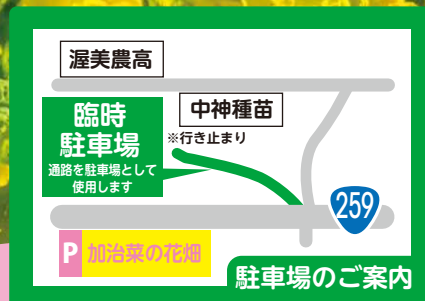 渥美農高
臨時
駐車場
通路を駐車場として
使用します
中神種苗
※行き止まり
259
P 加治菜の花畑
駐車場のご案内